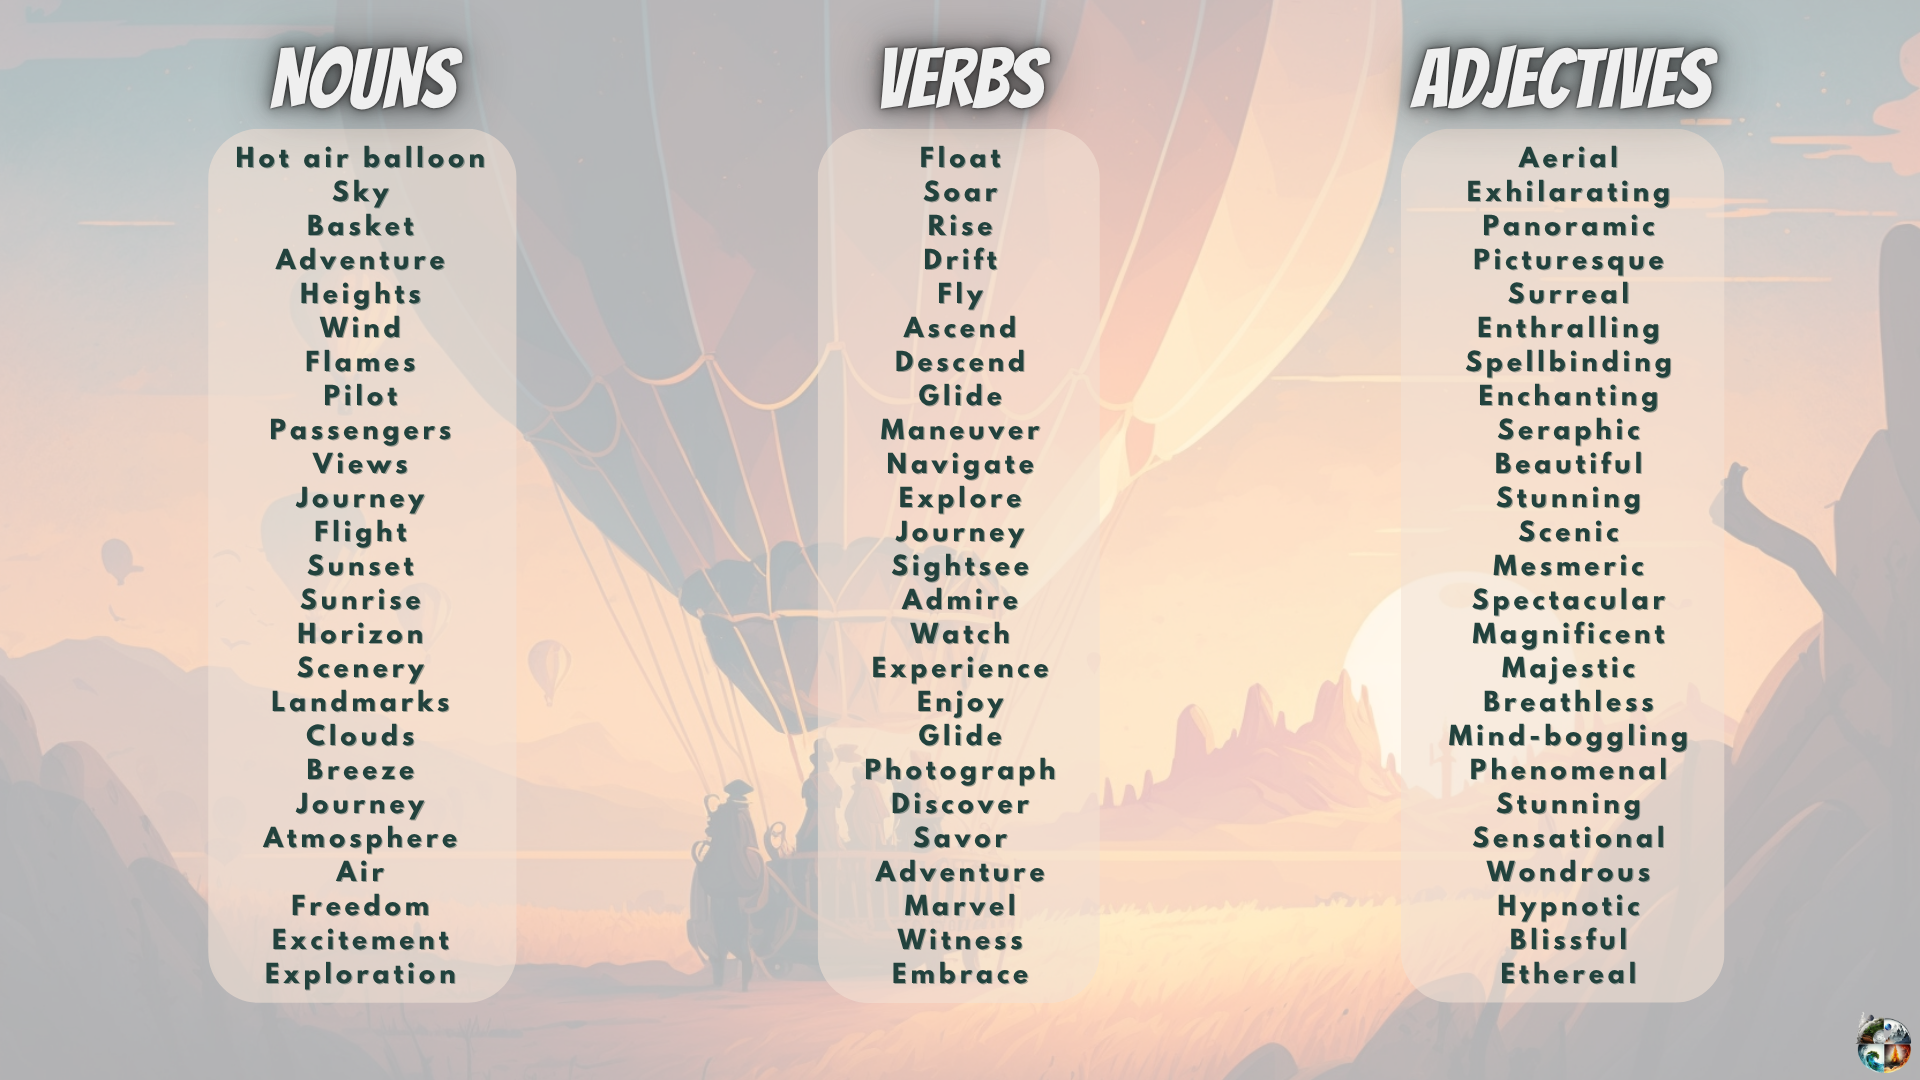 NOUNS
Hot air balloon
Sky
Basket
Adventure
Heights
Wind
Flames
Pilot
Passengers
Views
Journey
Flight
Sunset
Sunrise
Horizon
Scenery
Landmarks
Clouds
Breeze
Journey
Atmosphere
Air
Freedom
Excitement
Exploration
VERBS
Float
Soar
Rise
Drift
Fly
Ascend
Descend
Glide
Maneuver
Navigate
Explore
Journey
Sightsee
Admire
Watch
Experience
Enjoy
Glide
Photograph
Discover
Savor
Adventure
Marvel
Witness
Embrace
ADJECTIVES
Aerial
Exhilarating
Panoramic
Picturesque
Surreal
Enthralling
Spellbinding
Enchanting
Seraphic
Beautiful
Stunning
Scenic
Mesmeric
Spectacular
Magnificent
Majestic
Breathless
Mind-boggling
Phenomenal
Stunning
Sensational
Wondrous
Hypnotic
Blissful
Ethereal